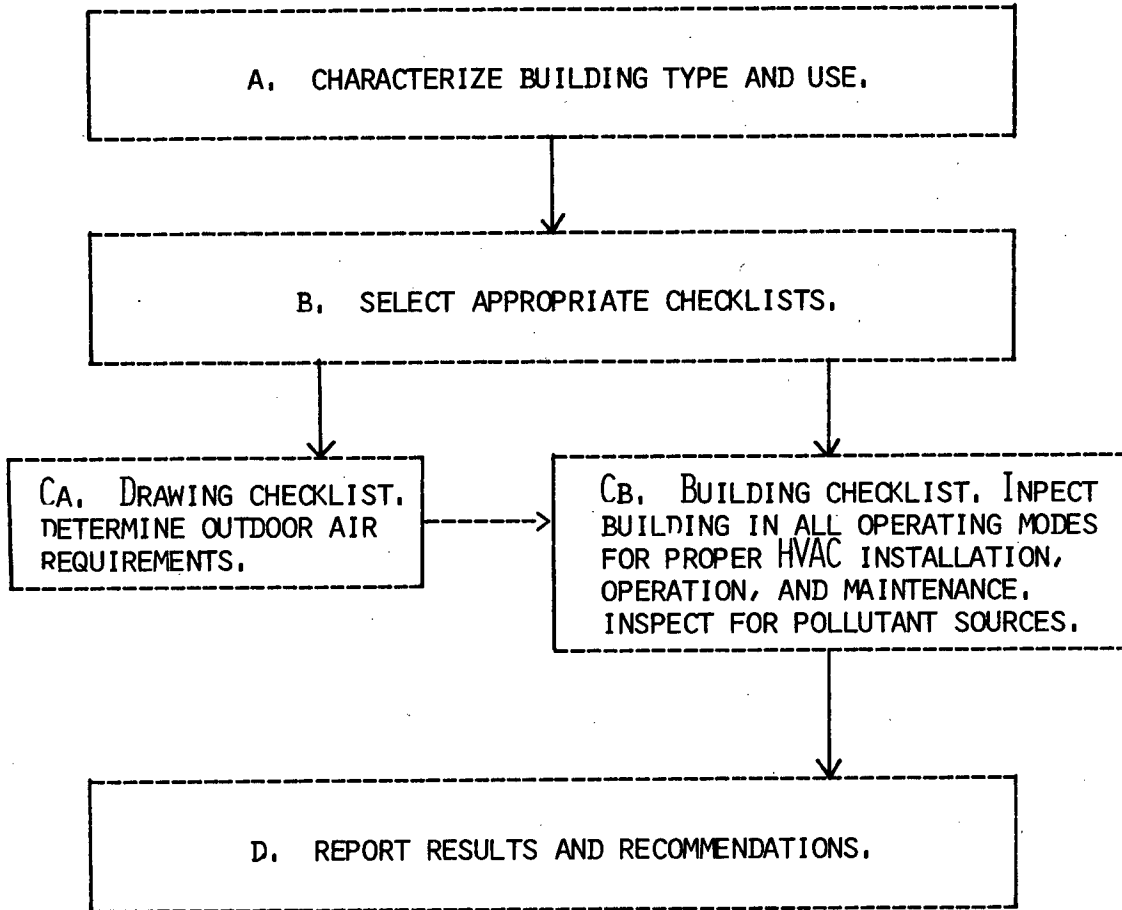 A. CHARACTERIZE BUILDING TYPE AND USE.
B. SELECT APPROPRIATE CHECKLISTS.
CA. DRAWING CHECKLIST.
DETERMINE OUTDOOR AIR
REQUIREMENTS.
CB. BUILDING CHECKLIST. INPECT
BUILDING IN ALL OPERATING MODES
FOR PROPER HVAC INSTALLATION,
OPERATION, AND MAINTENANCE.
INSPECT FOR POLLUTANT SOURCES.
D. REPORT RESULTS AND RECOMMENDATIONS.